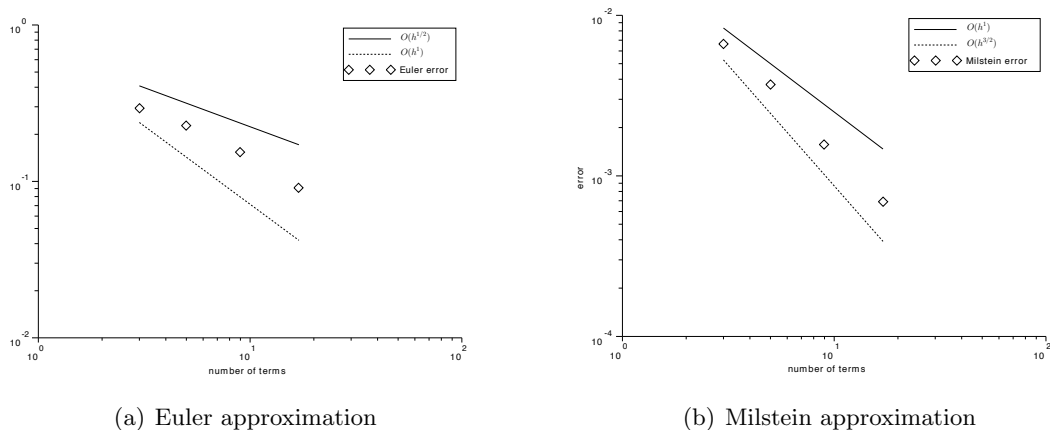 10^0
O(h^{1/2})
O(h^1)
Euler error
10^{-1}
10^{-2}
10^0
10^1
10^2
number of terms
(a) Euler approximation
10^{-2}
O(h^1)
O(h^{3/2})
Milstein error
10^{-3}
error
10^{-4}
10^0
10^1
10^2
number of terms
(b) Milstein approximation